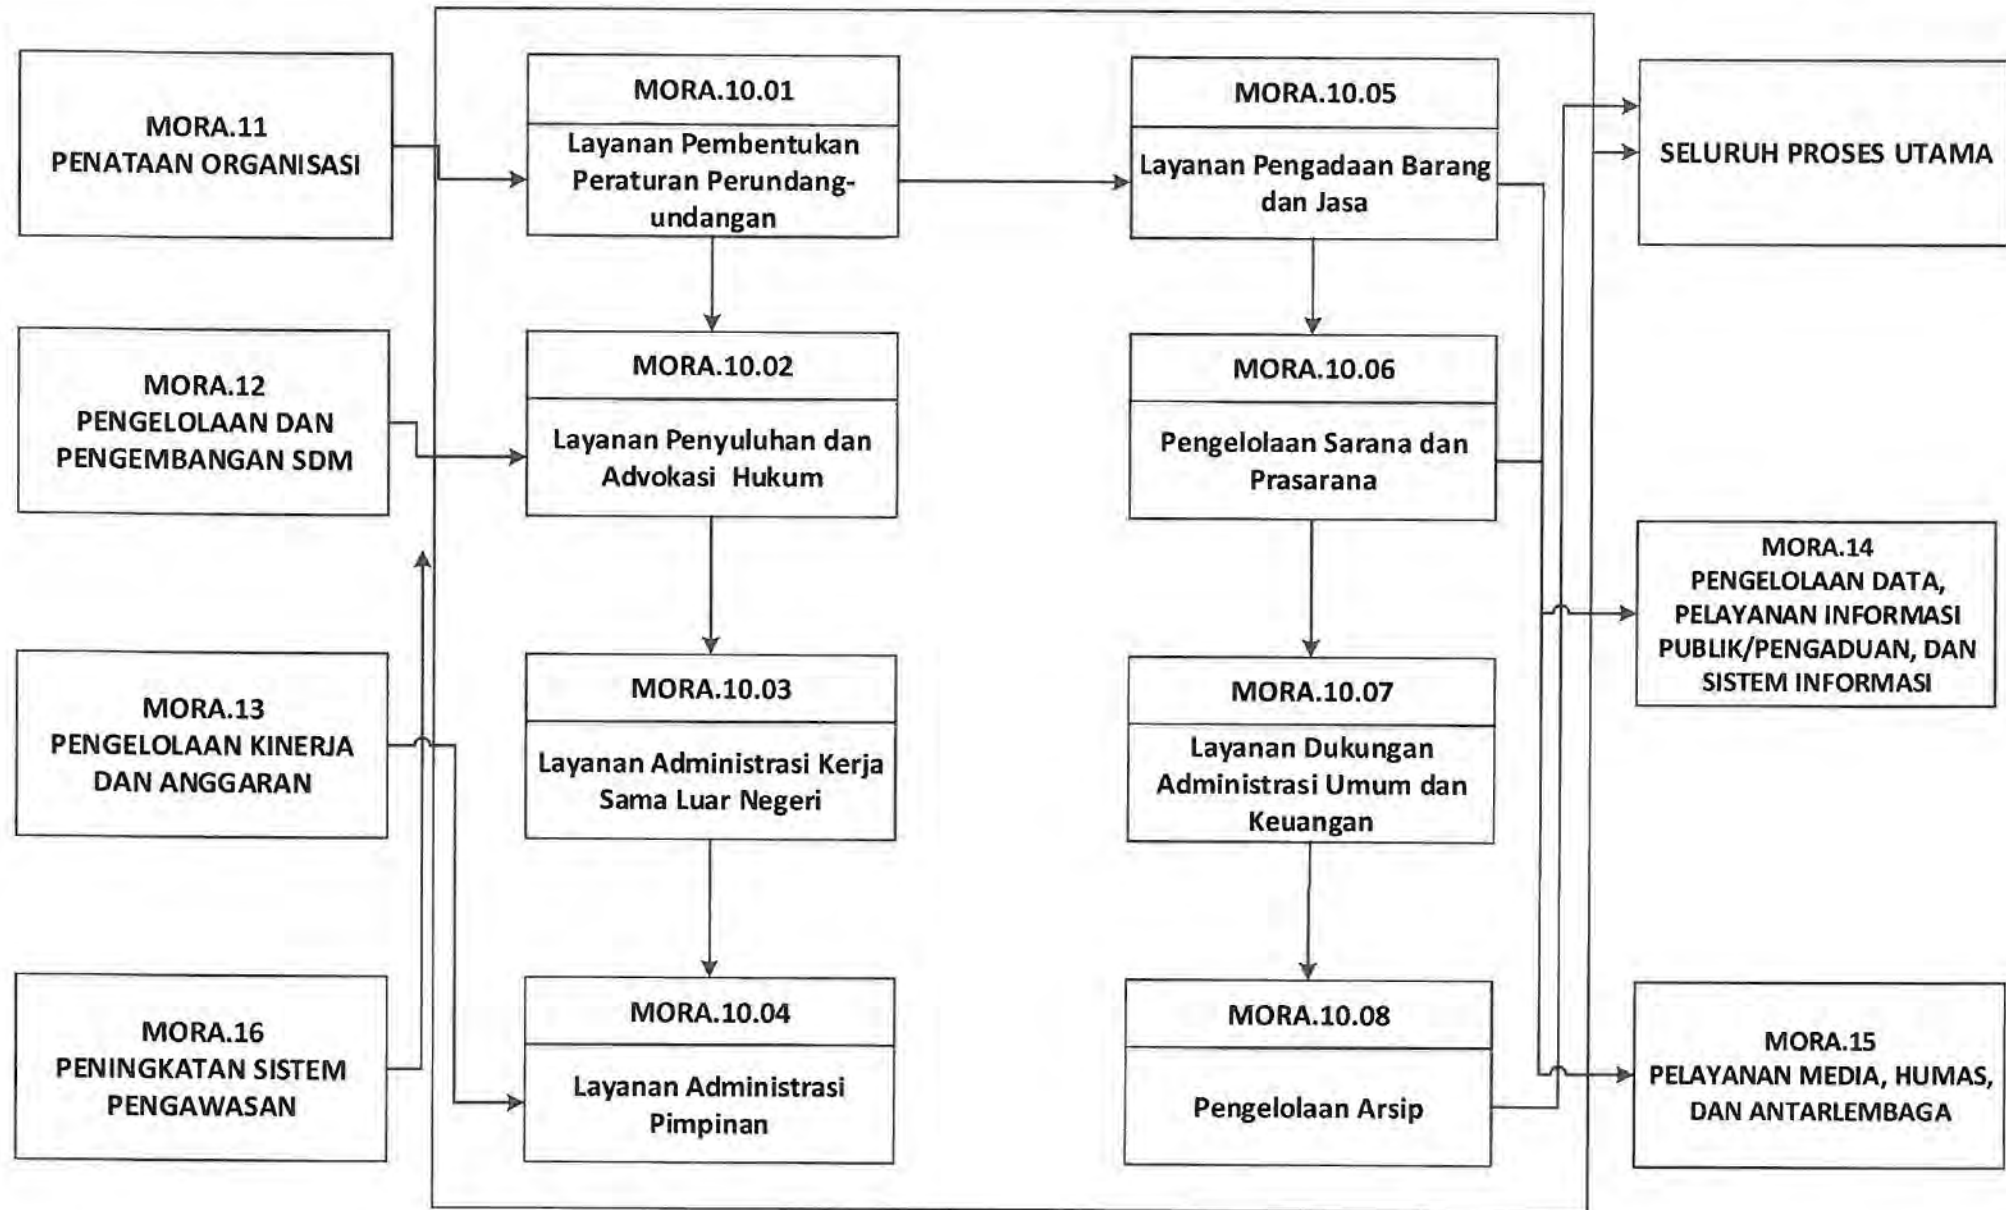 MORA.11
PENATAAN ORGANISASI
MORA.12
PENGELOLAAN DAN
PENGEMBANGAN SDM
MORA.13
PENGELOLAAN KINERJA
DAN ANGGARAN
MORA.16
PENINGKATAN SISTEM
PENGAWASAN
MORA.10.01
Layanan Pembentukan
Peraturan Perundang-
undangan
MORA.10.02
Layanan Penyuluhan dan
Advokasi Hukum
MORA.10.03
Layanan Administrasi Kerja
Sama Luar Negeri
MORA.10.04
Layanan Administrasi
Pimpinan
MORA.10.05
Layanan Pengadaan Barang
dan Jasa
MORA.10.06
Pengelolaan Sarana dan
Prasarana
MORA.10.07
Layanan Dukungan
Administrasi Umum dan
Keuangan
MORA.10.08
Pengelolaan Arsip
SELURUH PROSES UTAMA
MORA.14
PENGELOLAAN DATA,
PELAYANAN INFORMASI
PUBLIK/PENGADUAN, DAN
SISTEM INFORMASI
MORA.15
PELAYANAN MEDIA, HUMAS,
DAN ANTARLEMBAGA